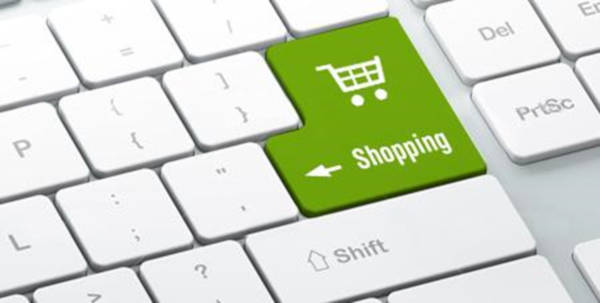 +
=
Del
P
{
{
]
}
Shopping
PrtSc
L
:
;
"
,
Shift
?